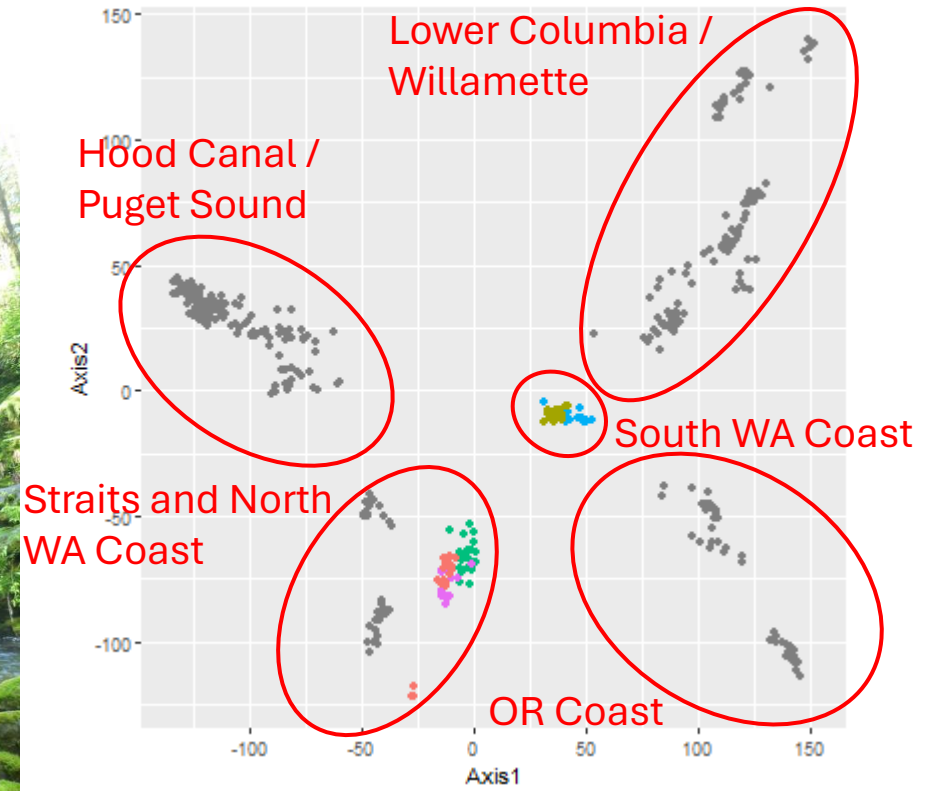 150
Lower Columbia /
Willamette
100
Hood Canal /
Puget Sound
50
Axis2
0
South WA Coast
Straits and North
WA Coast
-50
-100
OR Coast
-100 -50 0 50 100 150
Axis1